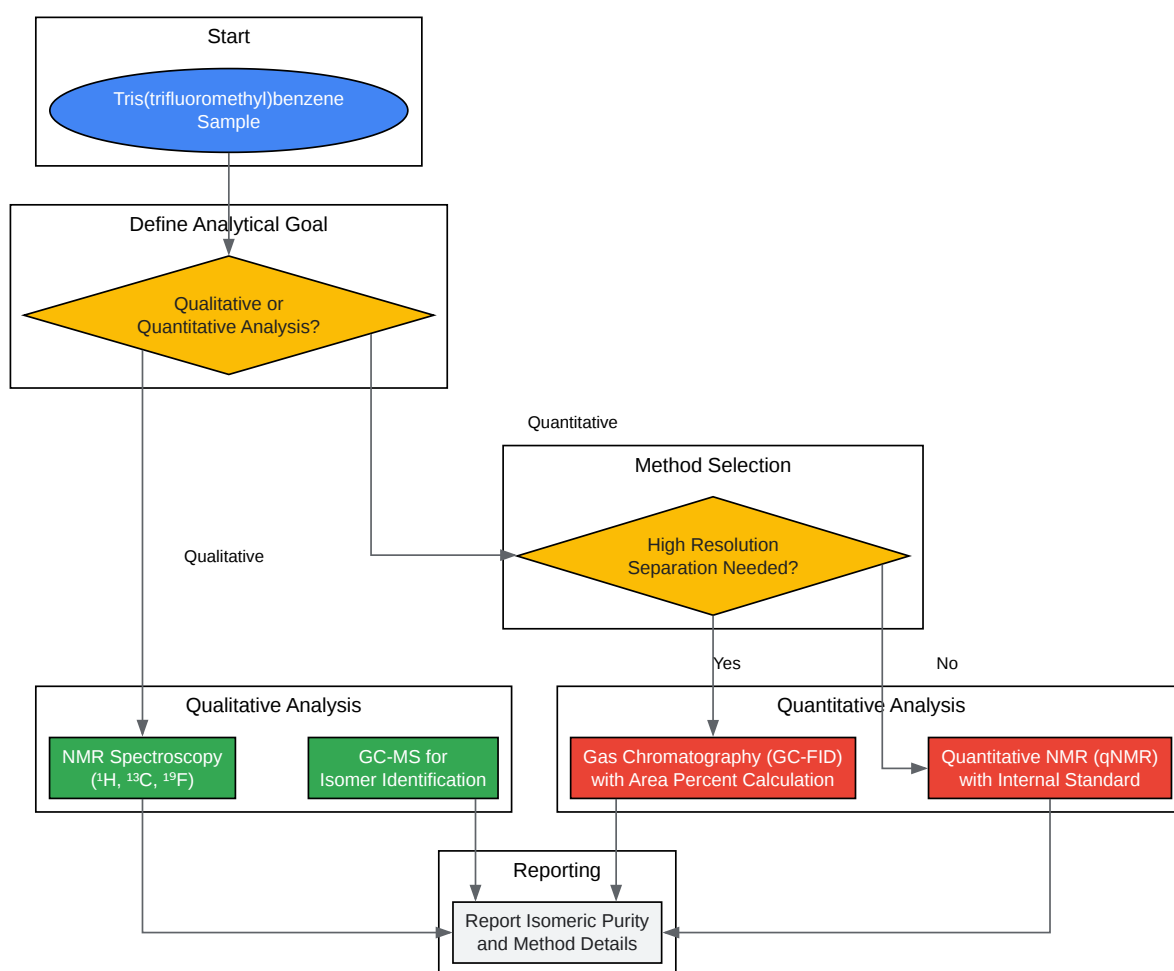 Start
Tris(trifluoromethyl)benzene
Sample
Define Analytical Goal
Qualitative or
Quantitative Analysis?
Quantitative
Method Selection
High Resolution
Separation Needed?
Qualitative
Yes
No
Qualitative Analysis
NMR Spectroscopy
(¹H, ¹³C, ¹⁹F)
GC-MS for
Isomer Identification
Quantitative Analysis
Gas Chromatography (GC-FID)
with Area Percent Calculation
Quantitative NMR (qNMR)
with Internal Standard
Reporting
Report Isomeric Purity
and Method Details